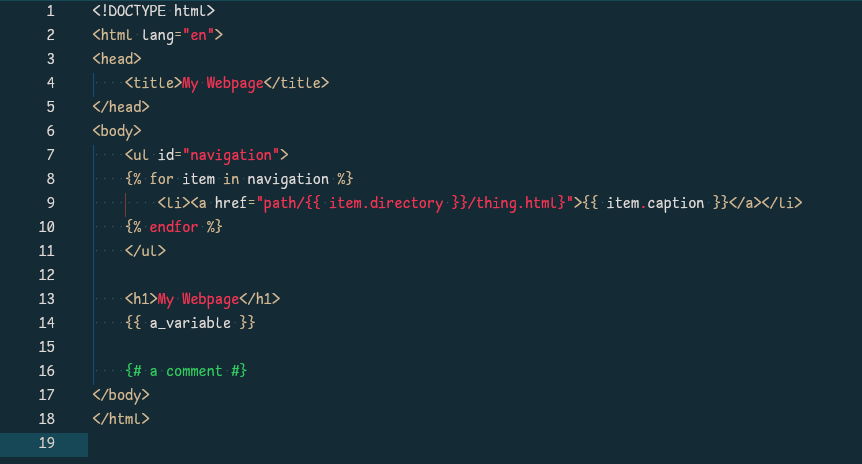 1 <!DOCTYPE html>
2 <html lang="en">
3 <head>
4     <title>My Webpage</title>
5 </head>
6 <body>
7     <ul id="navigation">
8     {% for item in navigation %}
9         <li><a href="path/{{ item.directory }}/thing.html}">{{ item.caption }}</a></li>
10     {% endfor %}
11     </ul>
12
13     <h1>My Webpage</h1>
14     {{ a_variable }}
15
16     {# a comment #}
17 </body>
18 </html>
19